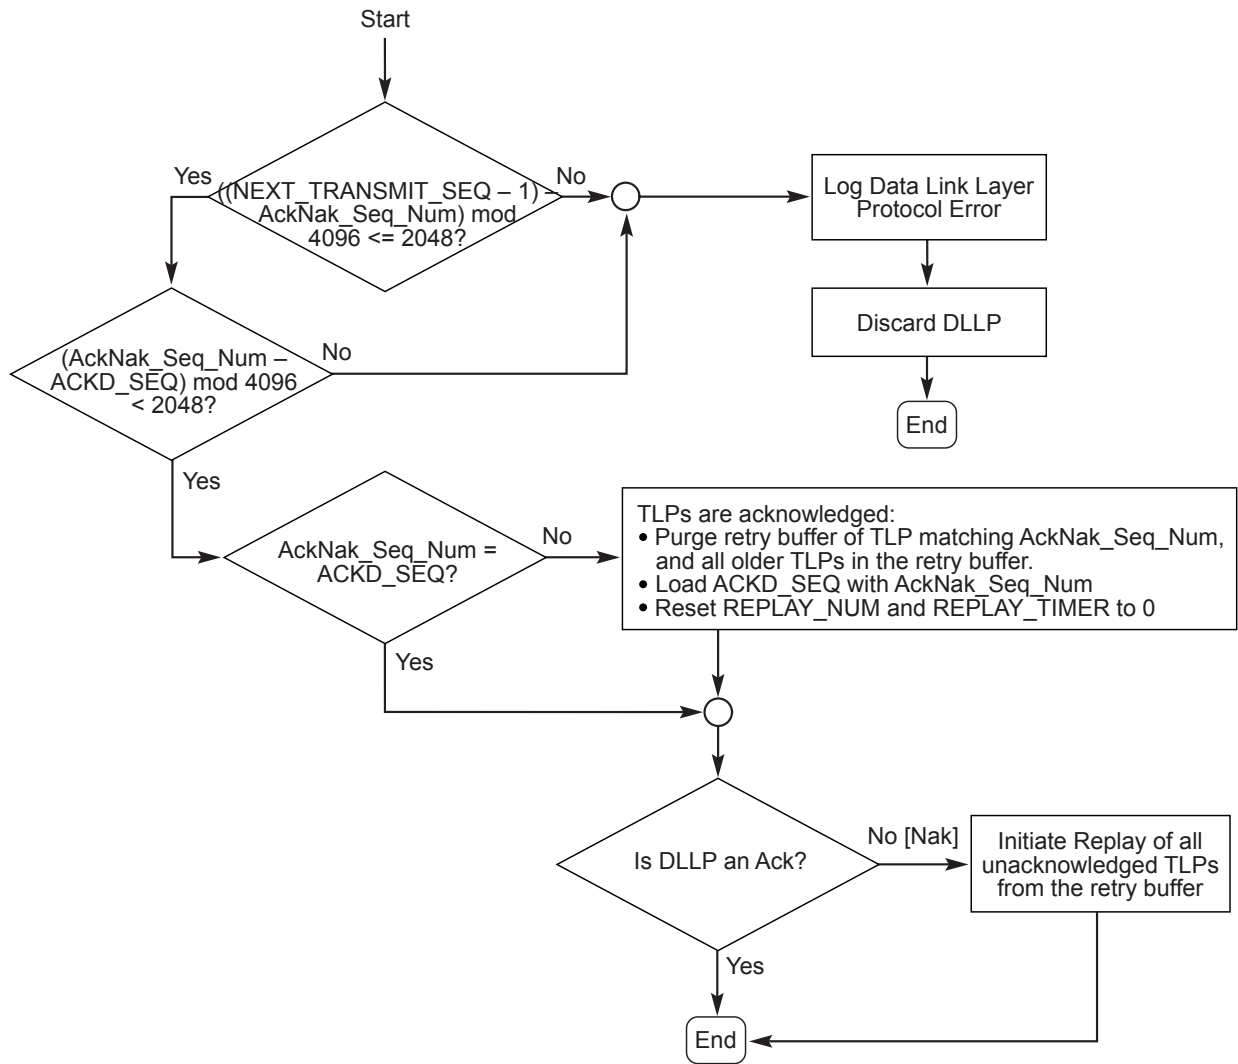 Start
Yes
((NEXT_TRANSMIT_SEQ – 1) –
AckNak_Seq_Num) mod
4096 <= 2048?
No
Log Data Link Layer
Protocol Error
Discard DLLP
End
(AckNak_Seq_Num –
ACKD_SEQ) mod 4096
< 2048?
No
Yes
AckNak_Seq_Num =
ACKD_SEQ?
No
Yes
TLPs are acknowledged:
• Purge retry buffer of TLP matching AckNak_Seq_Num,
and all older TLPs in the retry buffer.
• Load ACKD_SEQ with AckNak_Seq_Num
• Reset REPLAY_NUM and REPLAY_TIMER to 0
Is DLLP an Ack?
No [Nak]
Initiate Replay of all
unacknowledged TLPs
from the retry buffer
Yes
End